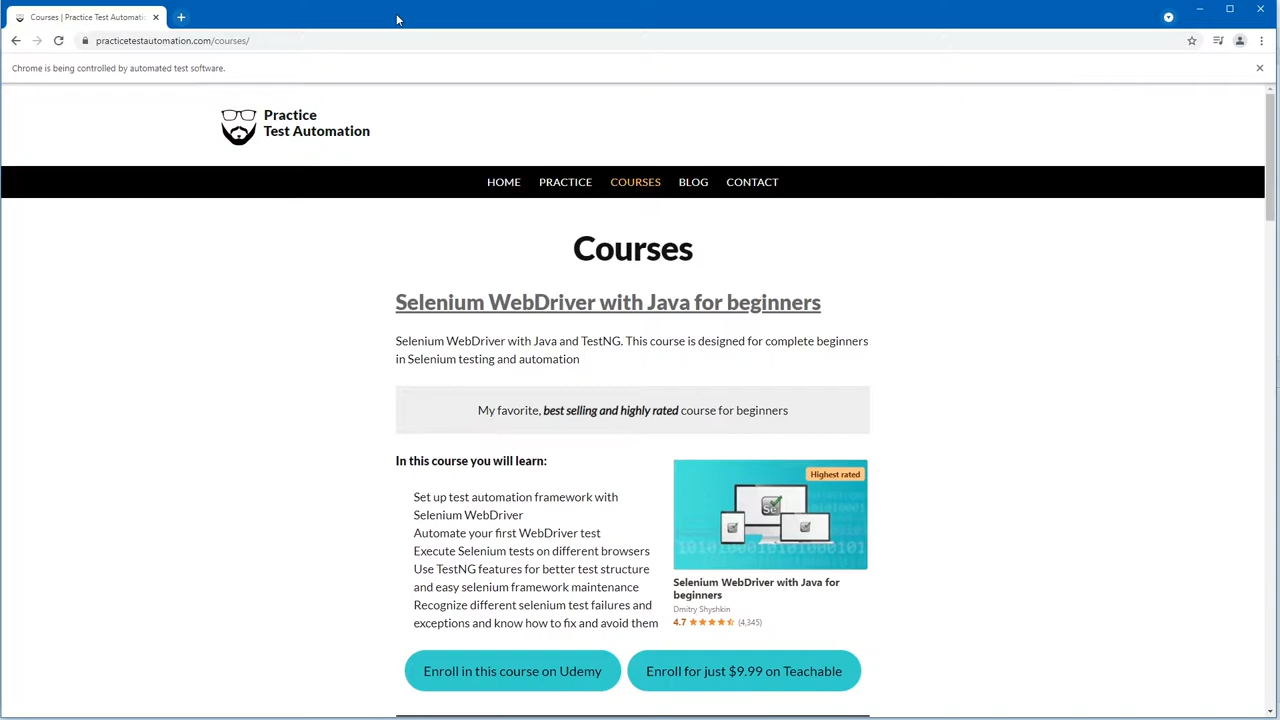 Courses | Practice Test Automatic
practicetestautomation.com/courses/
Chrome is being controlled by automated test software.
Practice
Test Automation
HOME PRACTICE COURSES BLOG CONTACT
Courses
Selenium WebDriver with Java for beginners
Selenium WebDriver with Java and TestNG. This course is designed for complete beginners
in Selenium testing and automation
My favorite, best selling and highly rated course for beginners
In this course you will learn:
Set up test automation framework with
Selenium WebDriver
Automate your first WebDriver test
Execute Selenium tests on different browsers
Use TestNG features for better test structure
and easy selenium framework maintenance
Recognize different selenium test failures and
exceptions and know how to fix and avoid them
Highest rated
Se
Selenium WebDriver with Java for
beginners
Dmitry Shyshkin
4.7 (4,345)
Enroll in this course on Udemy
Enroll for just $9.99 on Teachable